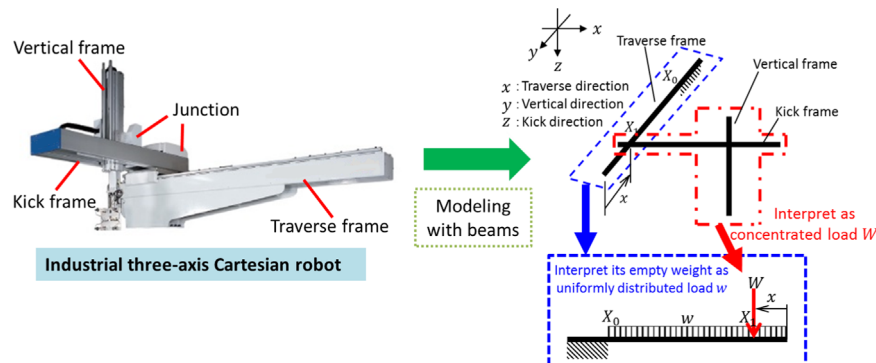 Vertical frame
Junction
Kick frame
Traverse frame
Industrial three-axis Cartesian robot
Modeling
with beams
x
y
z
x : Traverse direction
y : Vertical direction
z : Kick direction
Traverse frame
X0
Vertical frame
Kick frame
x
Interpret as
concentrated load W
Interpret its empty weight as
uniformly distributed load w
W
x
X0
w